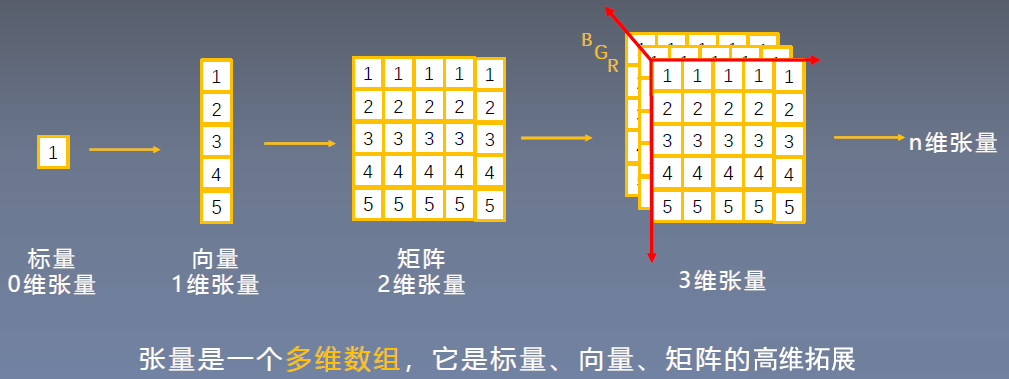 B
G
R
1
1
2
3
4
5
1 1 1 1 1
2 2 2 2 2
3 3 3 3 3
4 4 4 4 4
5 5 5 5 5
1 1 1 1 1
2 2 2 2 2
3 3 3 3 3
4 4 4 4 4
5 5 5 5 5
n维张量
标量
0维张量
向量
1维张量
矩阵
2维张量
3维张量
张量是一个多维数组，它是标量、向量、矩阵的高维拓展